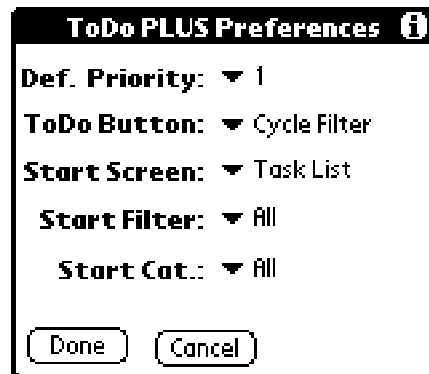 ToDo PLUS Preferences i
Def. Priority: 1
ToDo Button: Cycle Filter
Start Screen: Task List
Start Filter: All
Start Cat.: All
Done Cancel